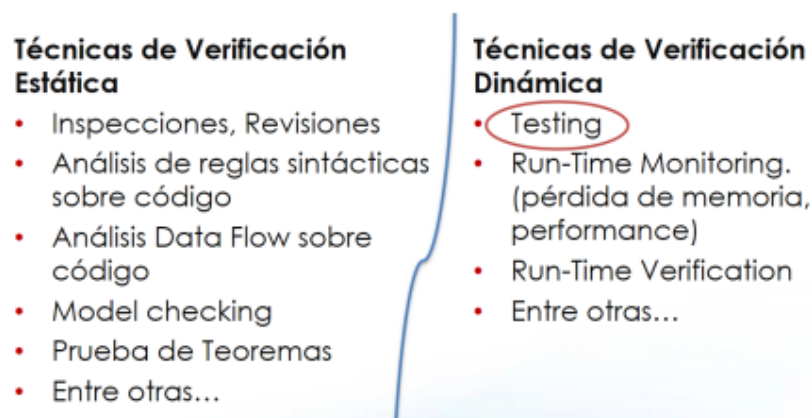 Técnicas de Verificación
Estática
• Inspecciones, Revisiones
• Análisis de reglas sintácticas
sobre código
• Análisis Data Flow sobre
código
• Model checking
• Prueba de Teoremas
• Entre otras...
Técnicas de Verificación
Dinámica
• Testing
• Run-Time Monitoring.
(pérdida de memoria,
performance)
• Run-Time Verification
• Entre otras...